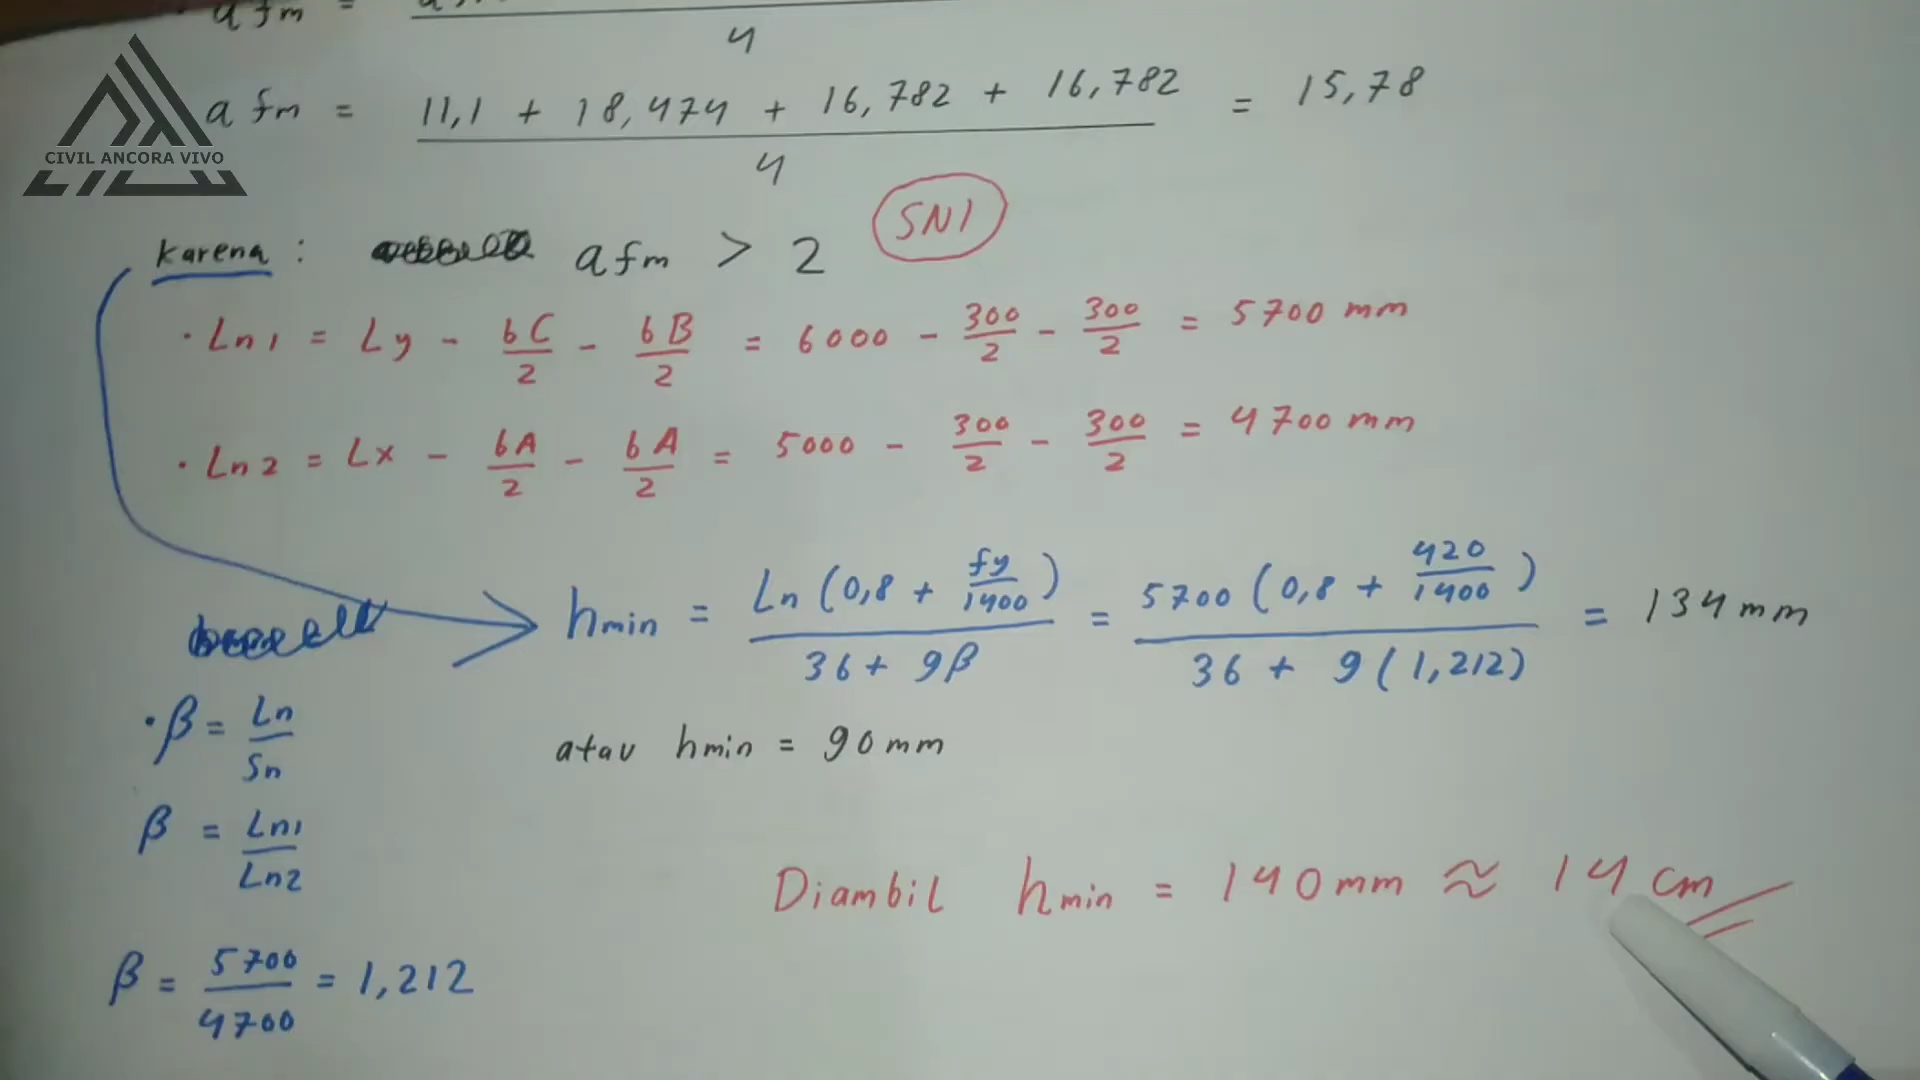 afm =
4
CIVIL ANCORA VIVO
afm = 11,1 + 18,474 + 16,782 + 16,782 / 4 = 15,78
SNI
Karena : afm > 2
· Ln1 = Ly - bC/2 - bB/2 = 6000 - 300/2 - 300/2 = 5700 mm
· Ln2 = Lx - bA/2 - bA/2 = 5000 - 300/2 - 300/2 = 4700 mm
hmin = Ln (0,8 + fy/1400) / 36 + 9β = 5700 (0,8 + 420/1400) / 36 + 9 (1,212) = 134 mm
· β = Ln/Sn
atau hmin = 90 mm
β = Ln1/Ln2
Diambil hmin = 140 mm ≈ 14 cm
β = 5700/4700 = 1,212